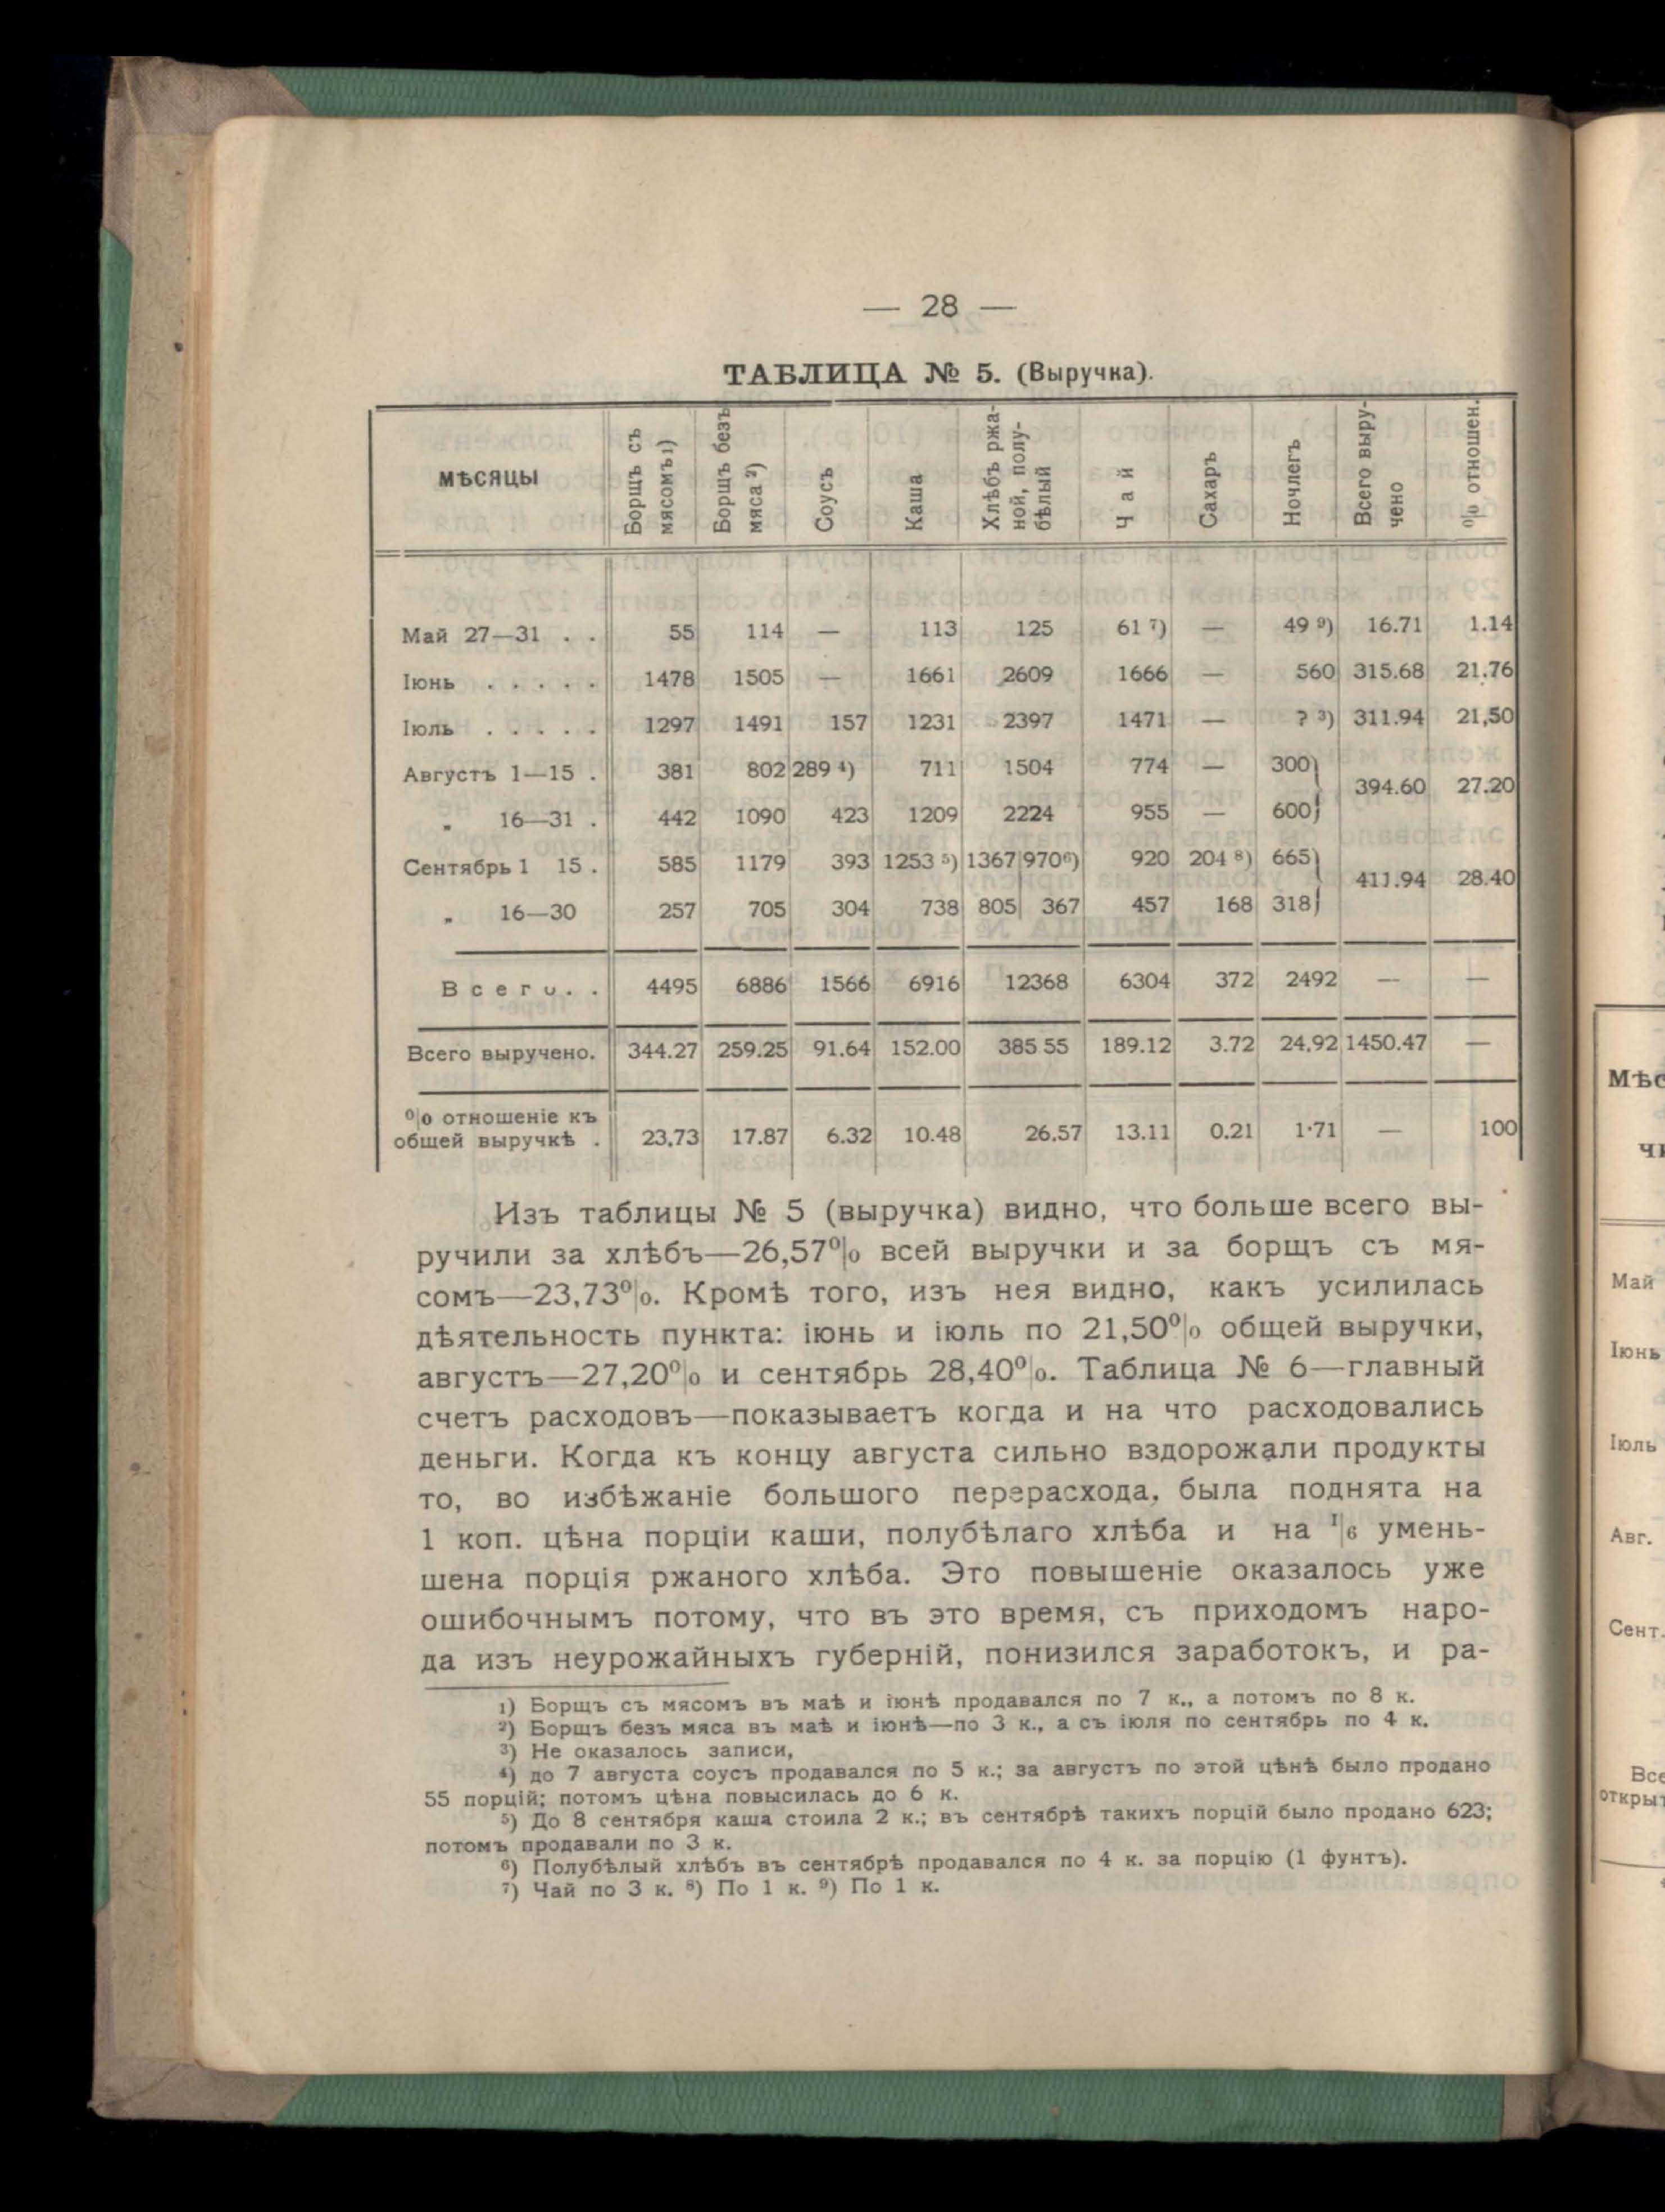 — 28 —
ТАБЛИЦА № 5. (Выручка).
МѢСЯЦЫ | Борщъ съ мясомъ 1) | Борщъ безъ мяса 2) | Соусъ | Каша | Хлѣбъ ржаной, полубѣлый | Чай | Сахаръ | Ночлегъ | Всего выручено | % отношен.
Май 27—31 . . 55 114 — 113 125 61 7) — 49 9) 16.71 1.14
Іюнь . . . . . 1478 1505 — 1661 2609 1666 — 560 315.68 21.76
Іюль . . . . . 1297 1491 157 1231 2397 1471 — ? 3) 311.94 21,50
Августъ 1—15 . 381 802 289 4) 711 1504 774 — 300
394.60 27.20
„ 16—31 . 442 1090 423 1209 2224 955 — 600
Сентябрь 1 15 . 585 1179 393 1253 5) 1367 970 6) 920 204 8) 665
411.94 28.40
„ 16—30 257 705 304 738 805 367 457 168 318
Всего. . 4495 6886 1566 6916 12368 6304 372 2492 — —
Всего выручено. 344.27 259.25 91.64 152.00 385 55 189.12 3.72 24,92 1450.47 —
% отношеніе къ
общей выручкѣ . 23,73 17.87 6.32 10.48 26.57 13.11 0.21 1·71 — 100
Изъ таблицы № 5 (выручка) видно, что больше всего вы-
ручили за хлѣбъ—26,57% всей выручки и за борщъ съ мя-
сомъ—23,73%. Кромѣ того, изъ нея видно, какъ усилилась
дѣятельность пункта: іюнь и іюль по 21,50% общей выручки,
августъ—27,20% и сентябрь 28,40%. Таблица № 6—главный
счетъ расходовъ—показываетъ когда и на что расходовались
деньги. Когда къ концу августа сильно вздорожали продукты
то, во избѣжаніе большого перерасхода, была поднята на
1 коп. цѣна порціи каши, полубѣлаго хлѣба и на 1|6 умень-
шена порція ржаного хлѣба. Это повышеніе оказалось уже
ошибочнымъ потому, что въ это время, съ приходомъ наро-
да изъ неурожайныхъ губерній, понизился заработокъ, и ра-
1) Борщъ съ мясомъ въ маѣ и іюнѣ продавался по 7 к., а потомъ по 8 к.
2) Борщъ безъ мяса въ маѣ и іюнѣ—по 3 к., а съ іюля по сентябрь по 4 к.
3) Не оказалось записи,
4) до 7 августа соусъ продавался по 5 к.; за августъ по этой цѣнѣ было продано
55 порцій; потомъ цѣна повысилась до 6 к.
5) До 8 сентября каша стоила 2 к.; въ сентябрѣ такихъ порцій было продано 623;
потомъ продавали по 3 к.
6) Полубѣлый хлѣбъ въ сентябрѣ продавался по 4 к. за порцію (1 фунтъ).
7) Чай по 3 к. 8) По 1 к. 9) По 1 к.
Май
Іюнь
Іюль
Авг.
Сент.